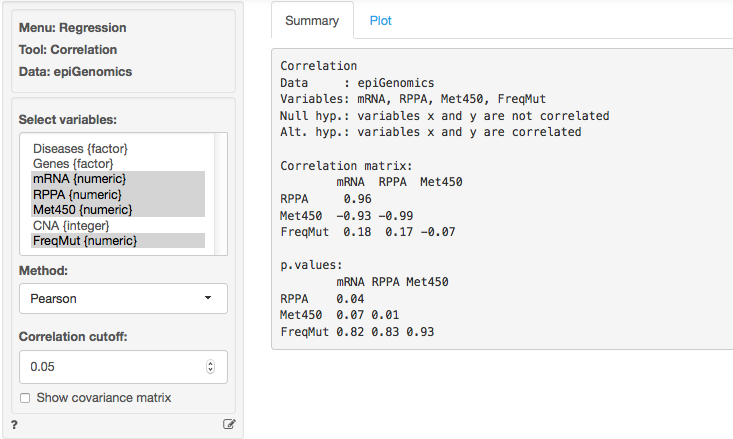 Menu: Regression
Tool: Correlation
Data: epiGenomics
Select variables:
Diseases {factor}
Genes {factor}
mRNA {numeric}
RPPA {numeric}
Met450 {numeric}
CNA {integer}
FreqMut {numeric}
Method:
Pearson
Correlation cutoff:
0.05
Show covariance matrix
?
Summary Plot
Correlation
Data : epiGenomics
Variables: mRNA, RPPA, Met450, FreqMut
Null hyp.: variables x and y are not correlated
Alt. hyp.: variables x and y are correlated
Correlation matrix:
mRNA RPPA Met450
RPPA 0.96
Met450 -0.93 -0.99
FreqMut 0.18 0.17 -0.07
p.values:
mRNA RPPA Met450
RPPA 0.04
Met450 0.07 0.01
FreqMut 0.82 0.83 0.93